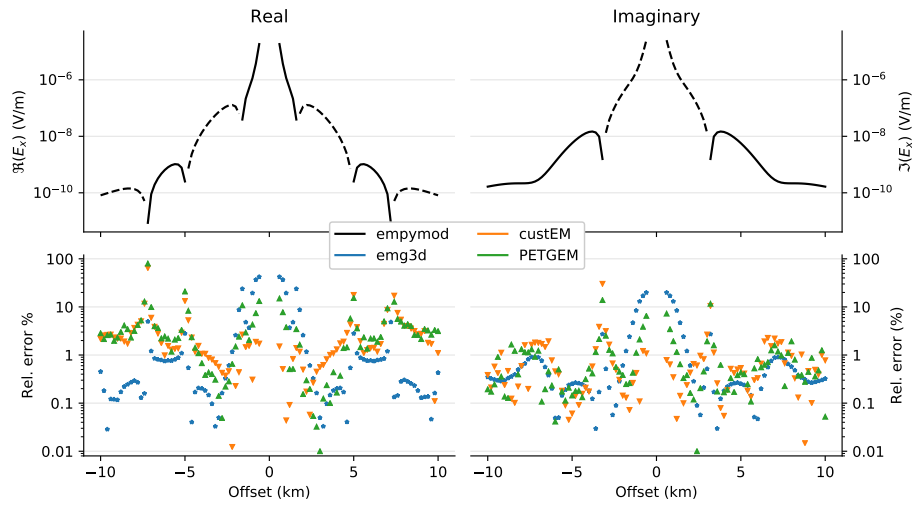 Real
Imaginary
ℜ(Eₓ) (V/m)
10⁻⁶
10⁻⁸
10⁻¹⁰
10⁻⁶
10⁻⁸
10⁻¹⁰
ℑ(Eₓ) (V/m)
empymod
custEM
emg3d
PETGEM
Rel. error %
100
10
1
0.1
0.01
100
10
1
0.1
0.01
Rel. error (%)
−10 −5 0 5 10
−10 −5 0 5 10
Offset (km)
Offset (km)